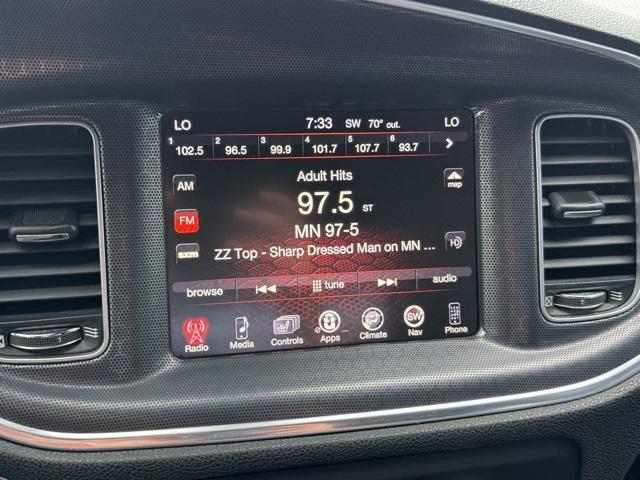 LO 7:33 SW 70° out. LO
1 102.5 2 96.5 3 99.9 4 101.7 5 107.7 6 93.7
Adult Hits
AM
map
97.5 ST
FM
MN 97-5
HD
sxm
ZZ Top - Sharp Dressed Man on MN ...
browse tune audio
Radio Media Controls Apps Climate SW Nav Phone